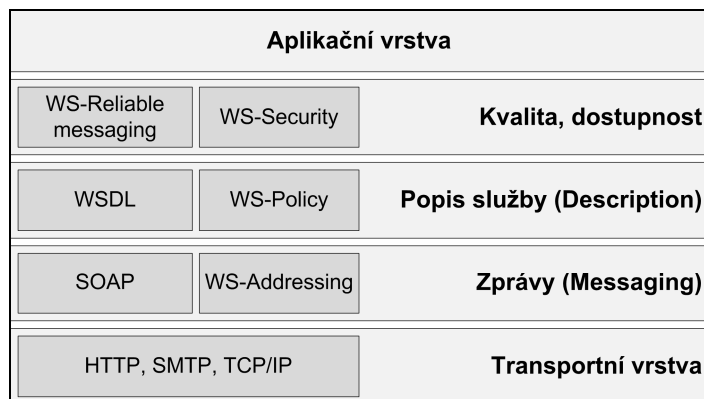 Aplikační vrstva
WS-Reliable
messaging
WS-Security
Kvalita, dostupnost
WSDL
WS-Policy
Popis služby (Description)
SOAP
WS-Addressing
Zprávy (Messaging)
HTTP, SMTP, TCP/IP
Transportní vrstva